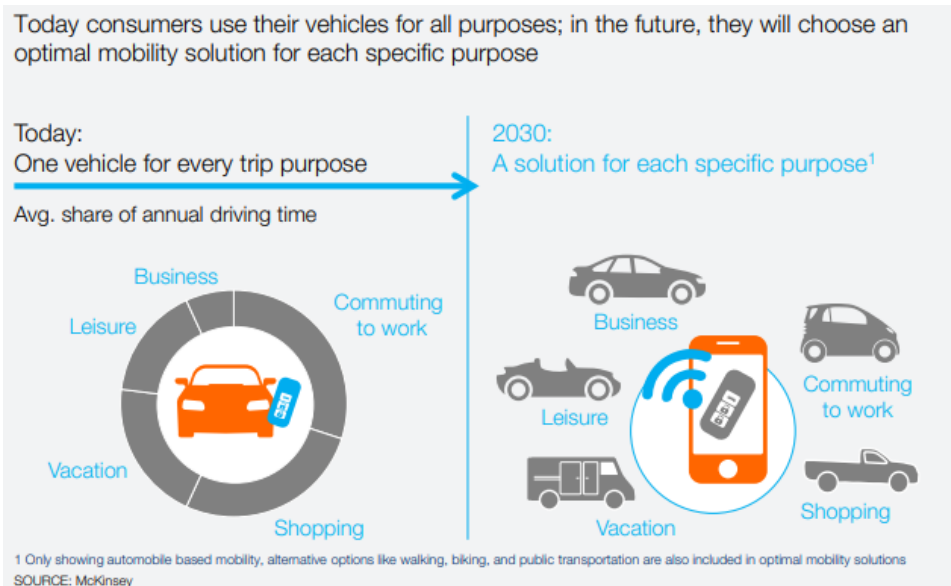 Today consumers use their vehicles for all purposes; in the future, they will choose an
optimal mobility solution for each specific purpose
Today:
One vehicle for every trip purpose
Avg. share of annual driving time
Business
Leisure
Commuting
to work
Vacation
Shopping
2030:
A solution for each specific purpose¹
Business
Commuting
to work
Leisure
Shopping
Vacation
1 Only showing automobile based mobility, alternative options like walking, biking, and public transportation are also included in optimal mobility solutions
SOURCE: McKinsey